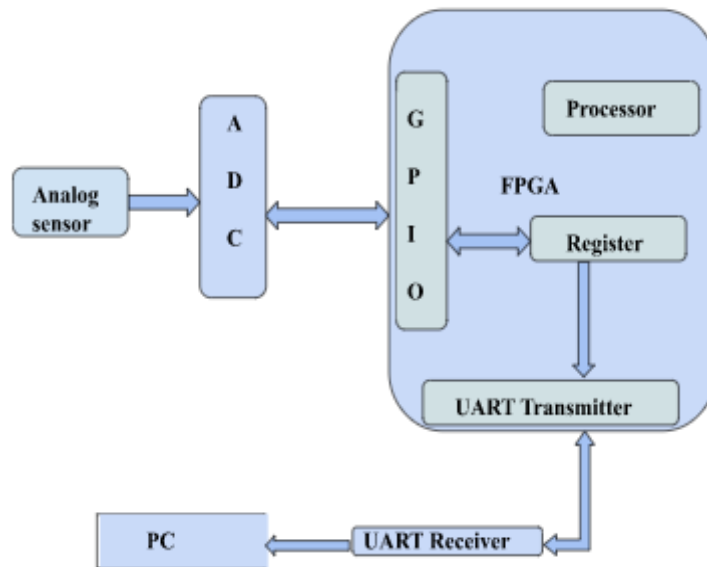 Analog
sensor
A
D
C
G
P
I
O
Processor
FPGA
Register
UART Transmitter
UART Receiver
PC